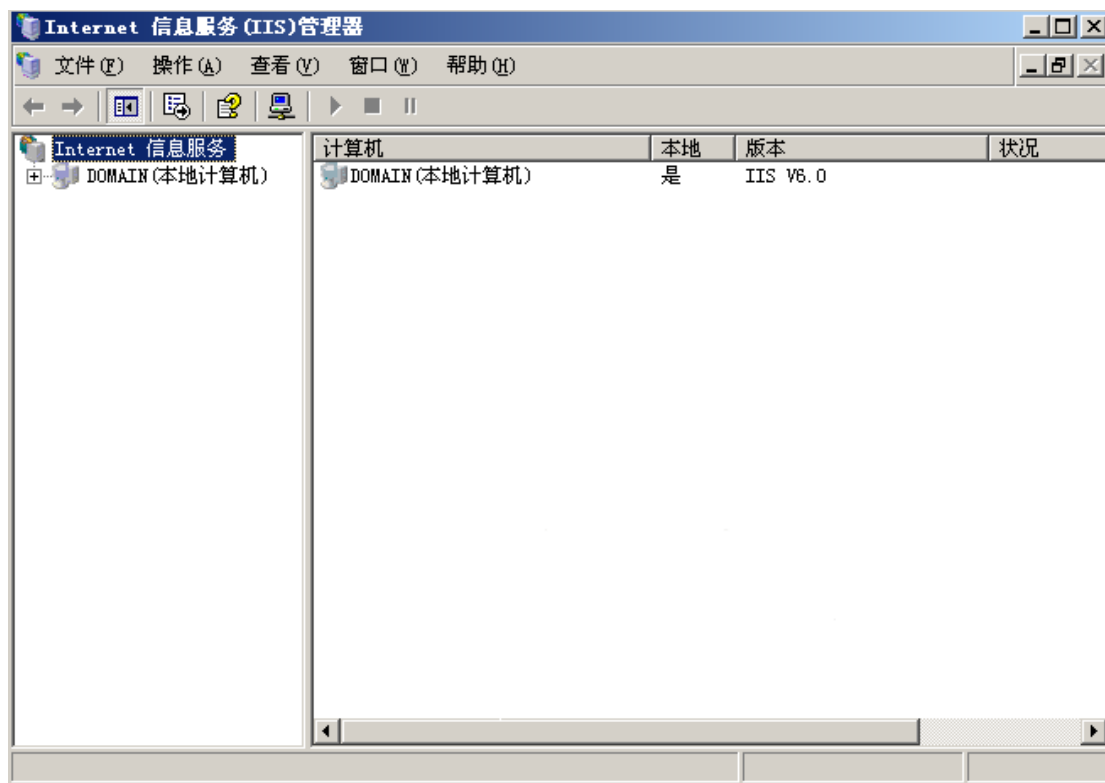 Internet 信息服务(IIS)管理器
文件(F) 操作(A) 查看(V) 窗口(W) 帮助(H)
Internet 信息服务
DOMAIN(本地计算机)
计算机 本地 版本 状况
DOMAIN(本地计算机) 是 IIS V6.0